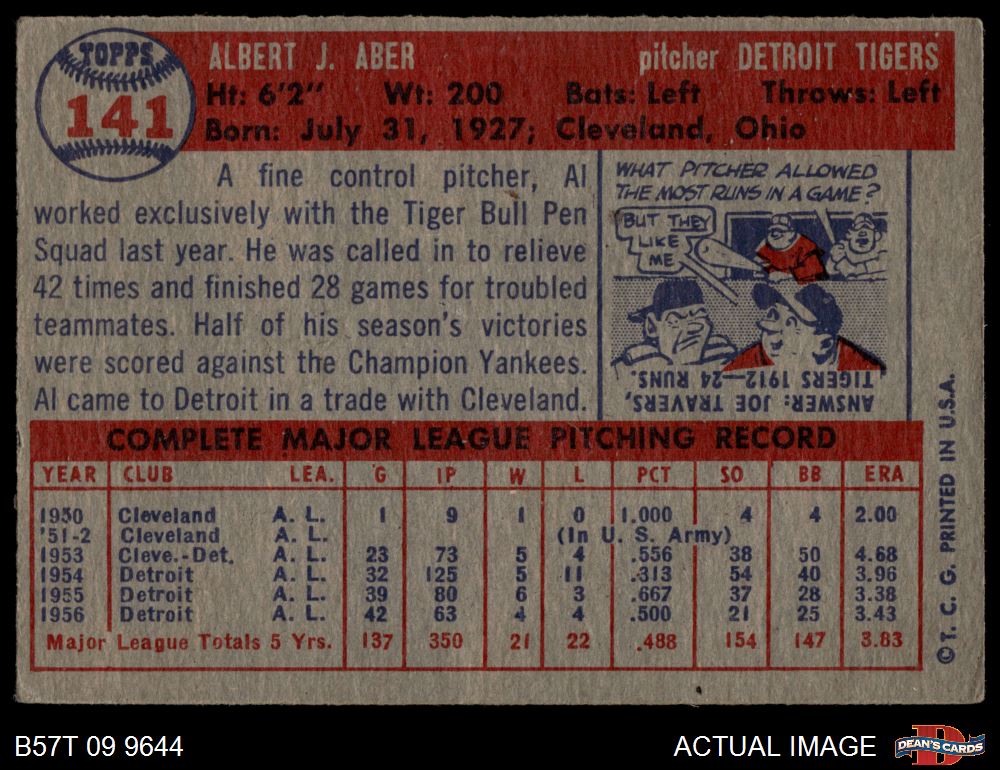 TOPPS
141
ALBERT J. ABER pitcher DETROIT TIGERS
Ht: 6'2" Wt: 200 Bats: Left Throws: Left
Born: July 31, 1927; Cleveland, Ohio
A fine control pitcher, Al
worked exclusively with the Tiger Bull Pen
Squad last year. He was called in to relieve
42 times and finished 28 games for troubled
teammates. Half of his season's victories
were scored against the Champion Yankees.
Al came to Detroit in a trade with Cleveland.
WHAT PITCHER ALLOWED
THE MOST RUNS IN A GAME?
BUT THEY
LIKE
ME
ANSWER: JOE TRAVERS,
TIGERS 1912—24 RUNS.
COMPLETE MAJOR LEAGUE PITCHING RECORD
YEAR CLUB LEA. G IP W L PCT SO BB ERA
1950 Cleveland A. L. 1 9 1 0 1.000 4 4 2.00
'51-2 Cleveland A. L. (In U. S. Army)
1953 Cleve.-Det. A. L. 23 73 5 4 .556 38 50 4.68
1954 Detroit A. L. 32 125 5 11 .313 54 40 3.96
1955 Detroit A. L. 39 80 6 3 .667 37 28 3.38
1956 Detroit A. L. 42 63 4 4 .500 21 25 3.43
Major League Totals 5 Yrs. 137 350 21 22 .488 154 147 3.83
©T. C. G. PRINTED IN U.S.A.
B57T 09 9644
ACTUAL IMAGE
D
DEAN'S CARDS